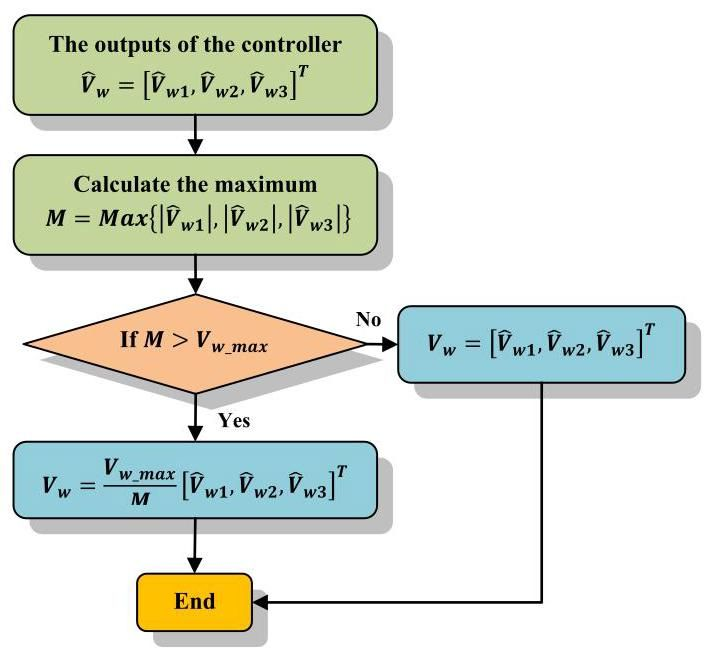 The outputs of the controller
V̂_w = [V̂_w1, V̂_w2, V̂_w3]^T
Calculate the maximum
M = Max{|V̂_w1|, |V̂_w2|, |V̂_w3|}
If M > V_w_max
No
V_w = [V̂_w1, V̂_w2, V̂_w3]^T
Yes
V_w = V_w_max/M [V̂_w1, V̂_w2, V̂_w3]^T
End